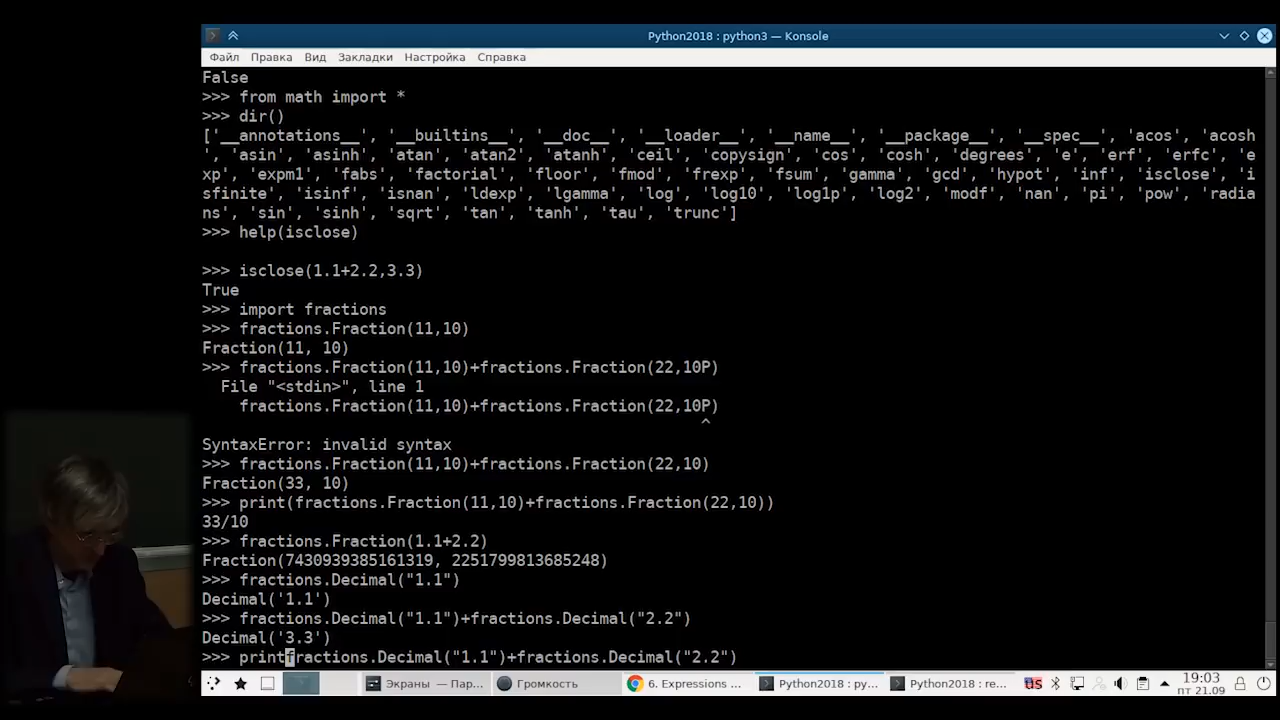 Python2018 : python3 — Konsole
Файл Правка Вид Закладки Настройка Справка
False
>>> from math import *
>>> dir()
['__annotations__', '__builtins__', '__doc__', '__loader__', '__name__', '__package__', '__spec__', 'acos', 'acosh
', 'asin', 'asinh', 'atan', 'atan2', 'atanh', 'ceil', 'copysign', 'cos', 'cosh', 'degrees', 'e', 'erf', 'erfc', 'e
xp', 'expm1', 'fabs', 'factorial', 'floor', 'fmod', 'frexp', 'fsum', 'gamma', 'gcd', 'hypot', 'inf', 'isclose', 'i
sfinite', 'isinf', 'isnan', 'ldexp', 'lgamma', 'log', 'log10', 'log1p', 'log2', 'modf', 'nan', 'pi', 'pow', 'radia
ns', 'sin', 'sinh', 'sqrt', 'tan', 'tanh', 'tau', 'trunc']
>>> help(isclose)
>>> isclose(1.1+2.2,3.3)
True
>>> import fractions
>>> fractions.Fraction(11,10)
Fraction(11, 10)
>>> fractions.Fraction(11,10)+fractions.Fraction(22,10P)
File "<stdin>", line 1
fractions.Fraction(11,10)+fractions.Fraction(22,10P)
^
SyntaxError: invalid syntax
>>> fractions.Fraction(11,10)+fractions.Fraction(22,10)
Fraction(33, 10)
>>> print(fractions.Fraction(11,10)+fractions.Fraction(22,10))
33/10
>>> fractions.Fraction(1.1+2.2)
Fraction(7430939385161319, 2251799813685248)
>>> fractions.Decimal("1.1")
Decimal('1.1')
>>> fractions.Decimal("1.1")+fractions.Decimal("2.2")
Decimal('3.3')
>>> printfractions.Decimal("1.1")+fractions.Decimal("2.2")
Экраны — Пар... Громкость 6. Expressions ... Python2018 : py... Python2018 : re... us 19:03
пт 21.09